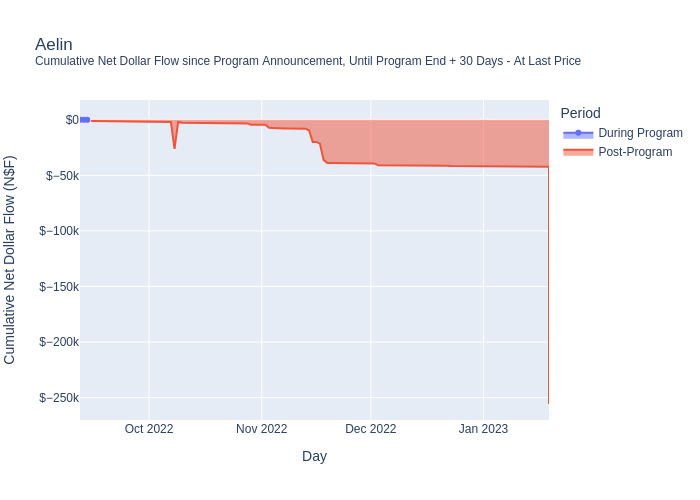 Aelin
Cumulative Net Dollar Flow since Program Announcement, Until Program End + 30 Days - At Last Price
Period
During Program
Post-Program
Cumulative Net Dollar Flow (N$F)
$0
$−50k
$−100k
$−150k
$−200k
$−250k
Oct 2022
Nov 2022
Dec 2022
Jan 2023
Day